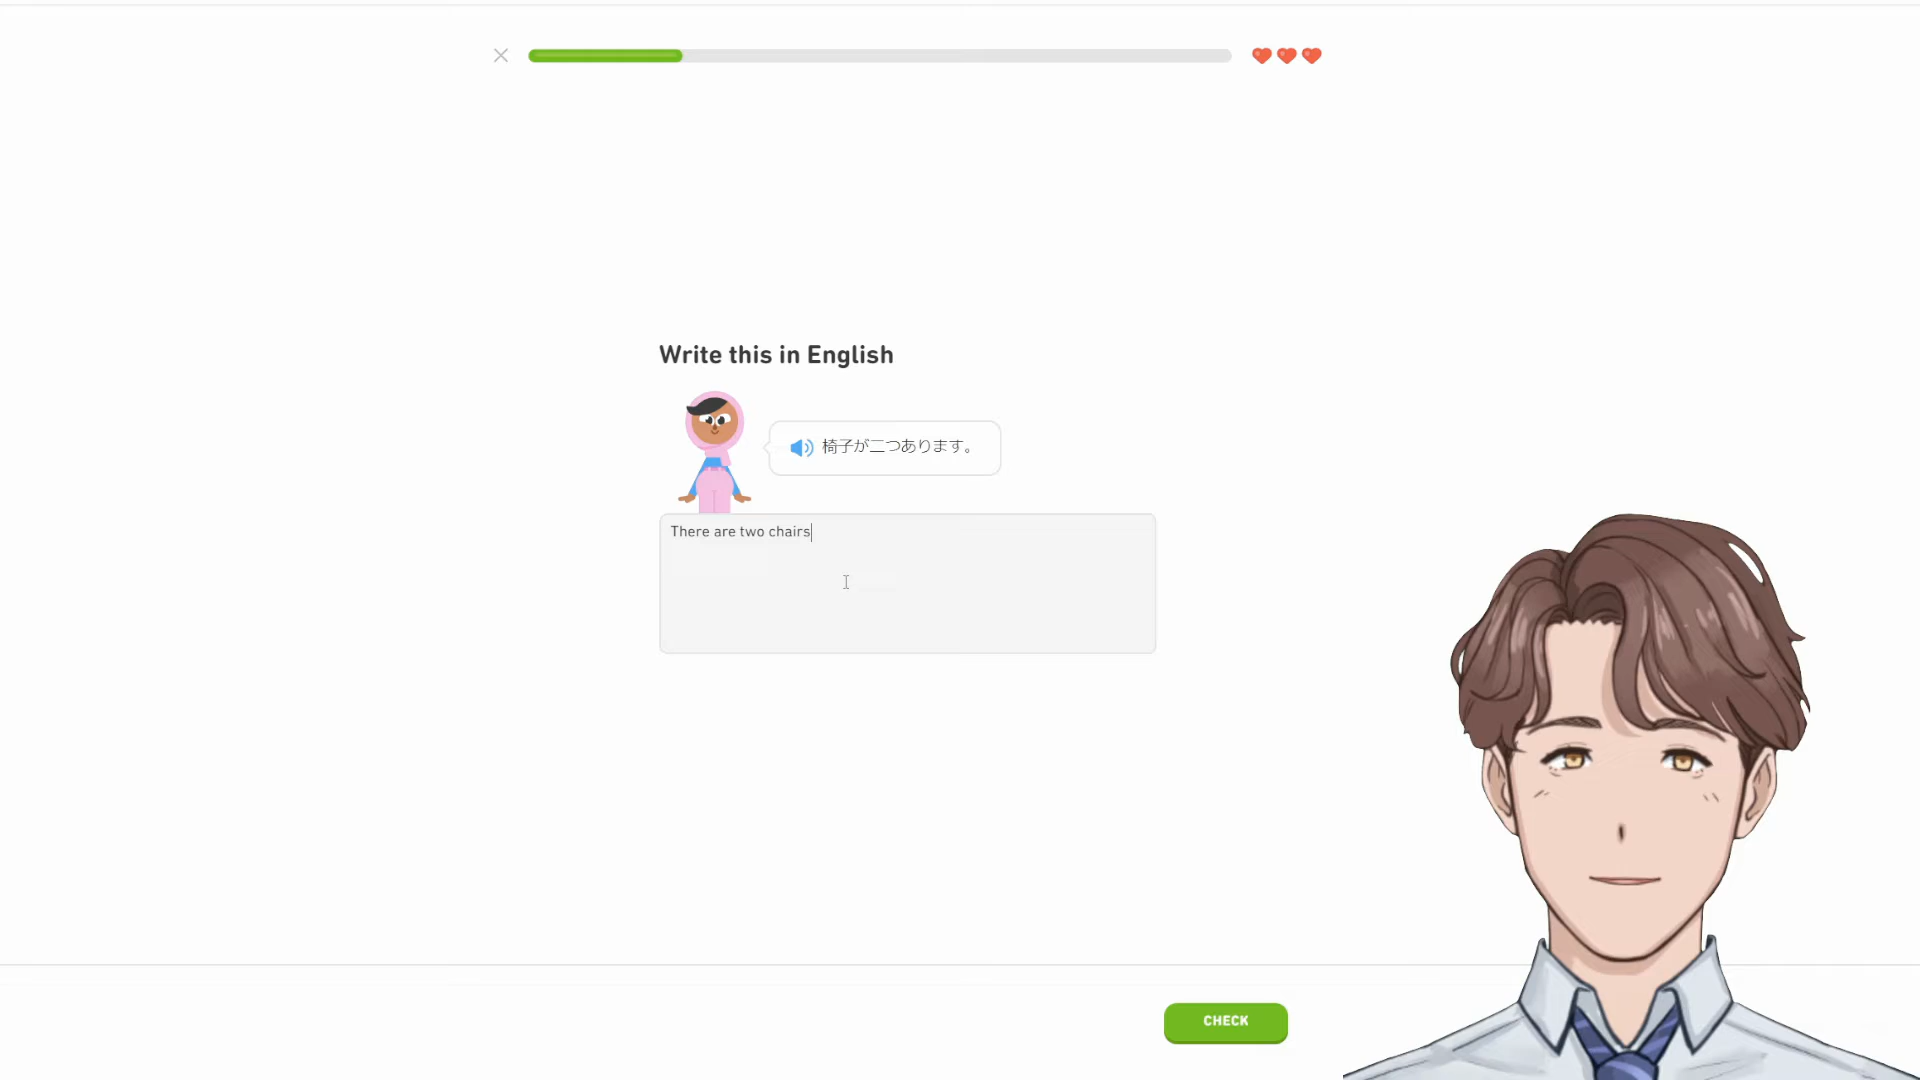 Write this in English
椅子が二つあります。
There are two chairs
CHECK